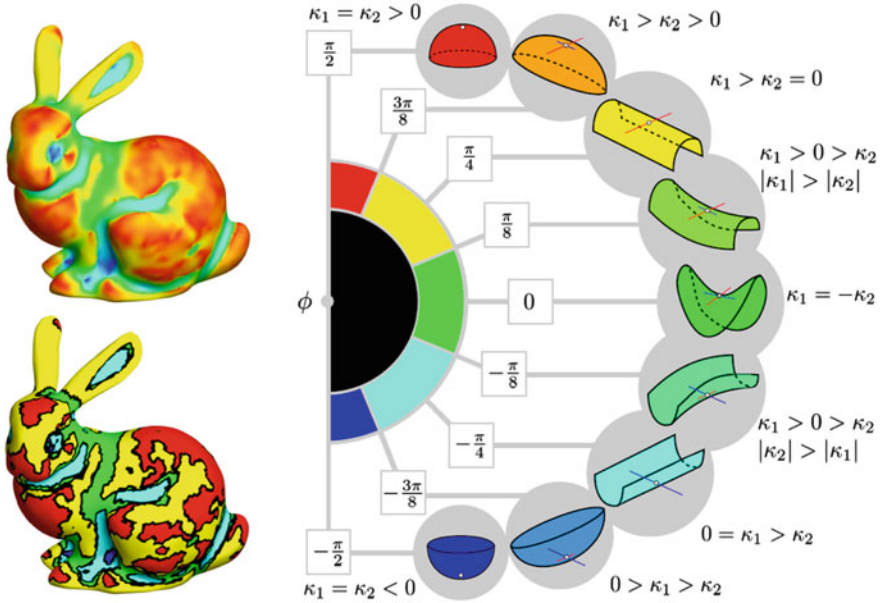 κ₁ = κ₂ > 0
κ₁ > κ₂ > 0
π/2
κ₁ > κ₂ = 0
3π/8
π/4
κ₁ > 0 > κ₂
|κ₁| > |κ₂|
π/8
ϕ
0
κ₁ = −κ₂
−π/8
κ₁ > 0 > κ₂
|κ₂| > |κ₁|
−π/4
−3π/8
0 = κ₁ > κ₂
−π/2
κ₁ = κ₂ < 0
0 > κ₁ > κ₂